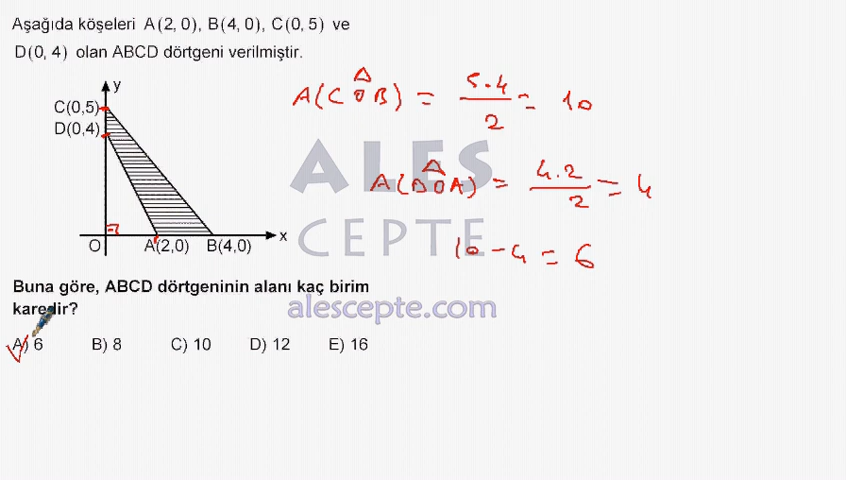 Aşağıda köşeleri A(2, 0), B(4, 0), C(0, 5) ve
D(0, 4) olan ABCD dörtgeni verilmiştir.
y
C(0,5)
D(0,4)
O
A(2,0)
B(4,0)
x
A(COB) = 5.4/2 = 10
A(DOA) = 4.2/2 = 4
10 - 4 = 6
ALES
CEPTE
alescepte.com
Buna göre, ABCD dörtgeninin alanı kaç birim
karedir?
A) 6 B) 8 C) 10 D) 12 E) 16